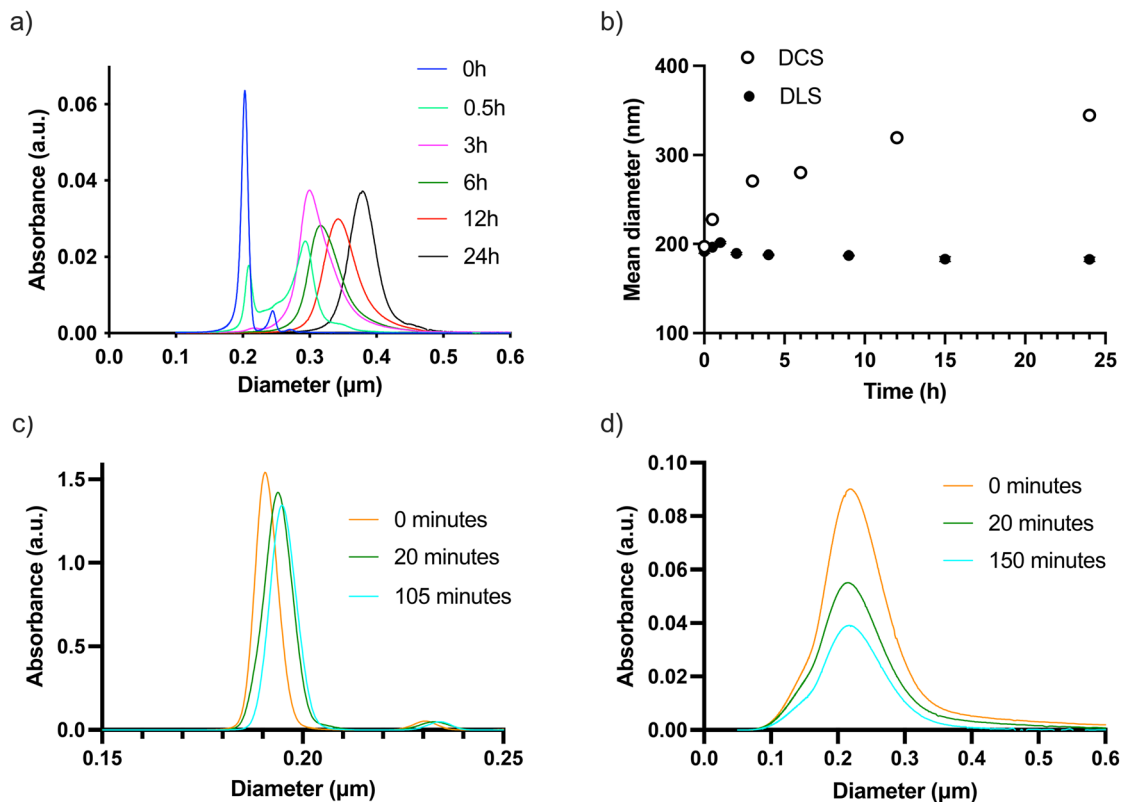 a)
0h
0.5h
3h
6h
12h
24h
Absorbance (a.u.)
0.06
0.04
0.02
0.00
0.0 0.1 0.2 0.3 0.4 0.5 0.6
Diameter (µm)
b)
DCS
DLS
Mean diameter (nm)
400
300
200
100
0 5 10 15 20 25
Time (h)
c)
0 minutes
20 minutes
105 minutes
Absorbance (a.u.)
1.5
1.0
0.5
0.0
0.15 0.20 0.25
Diameter (µm)
d)
0 minutes
20 minutes
150 minutes
Absorbance (a.u.)
0.10
0.08
0.06
0.04
0.02
0.00
0.0 0.1 0.2 0.3 0.4 0.5 0.6
Diameter (µm)